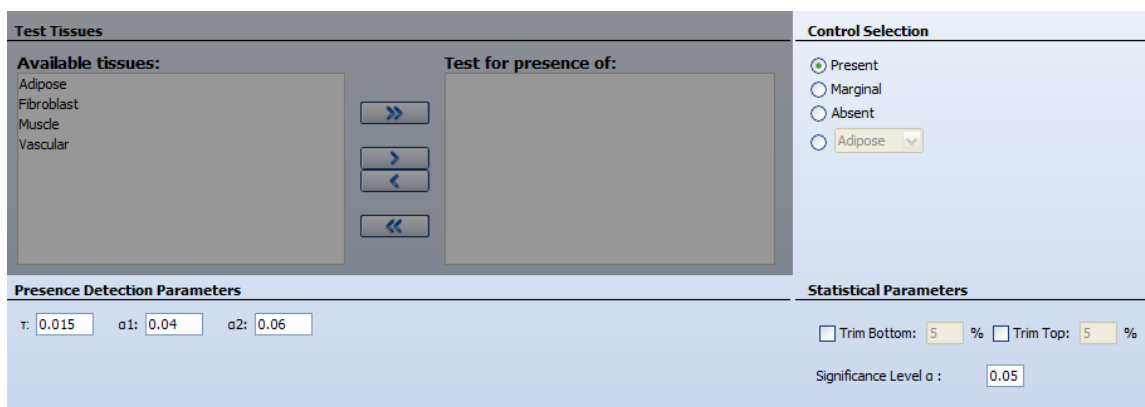 Test Tissues
Available tissues:
Adipose
Fibroblast
Muscle
Vascular
Test for presence of:
Control Selection
Present
Marginal
Absent
Adipose
Presence Detection Parameters
τ: 0.015 α1: 0.04 α2: 0.06
Statistical Parameters
Trim Bottom: 5 % Trim Top: 5 %
Significance Level α : 0.05